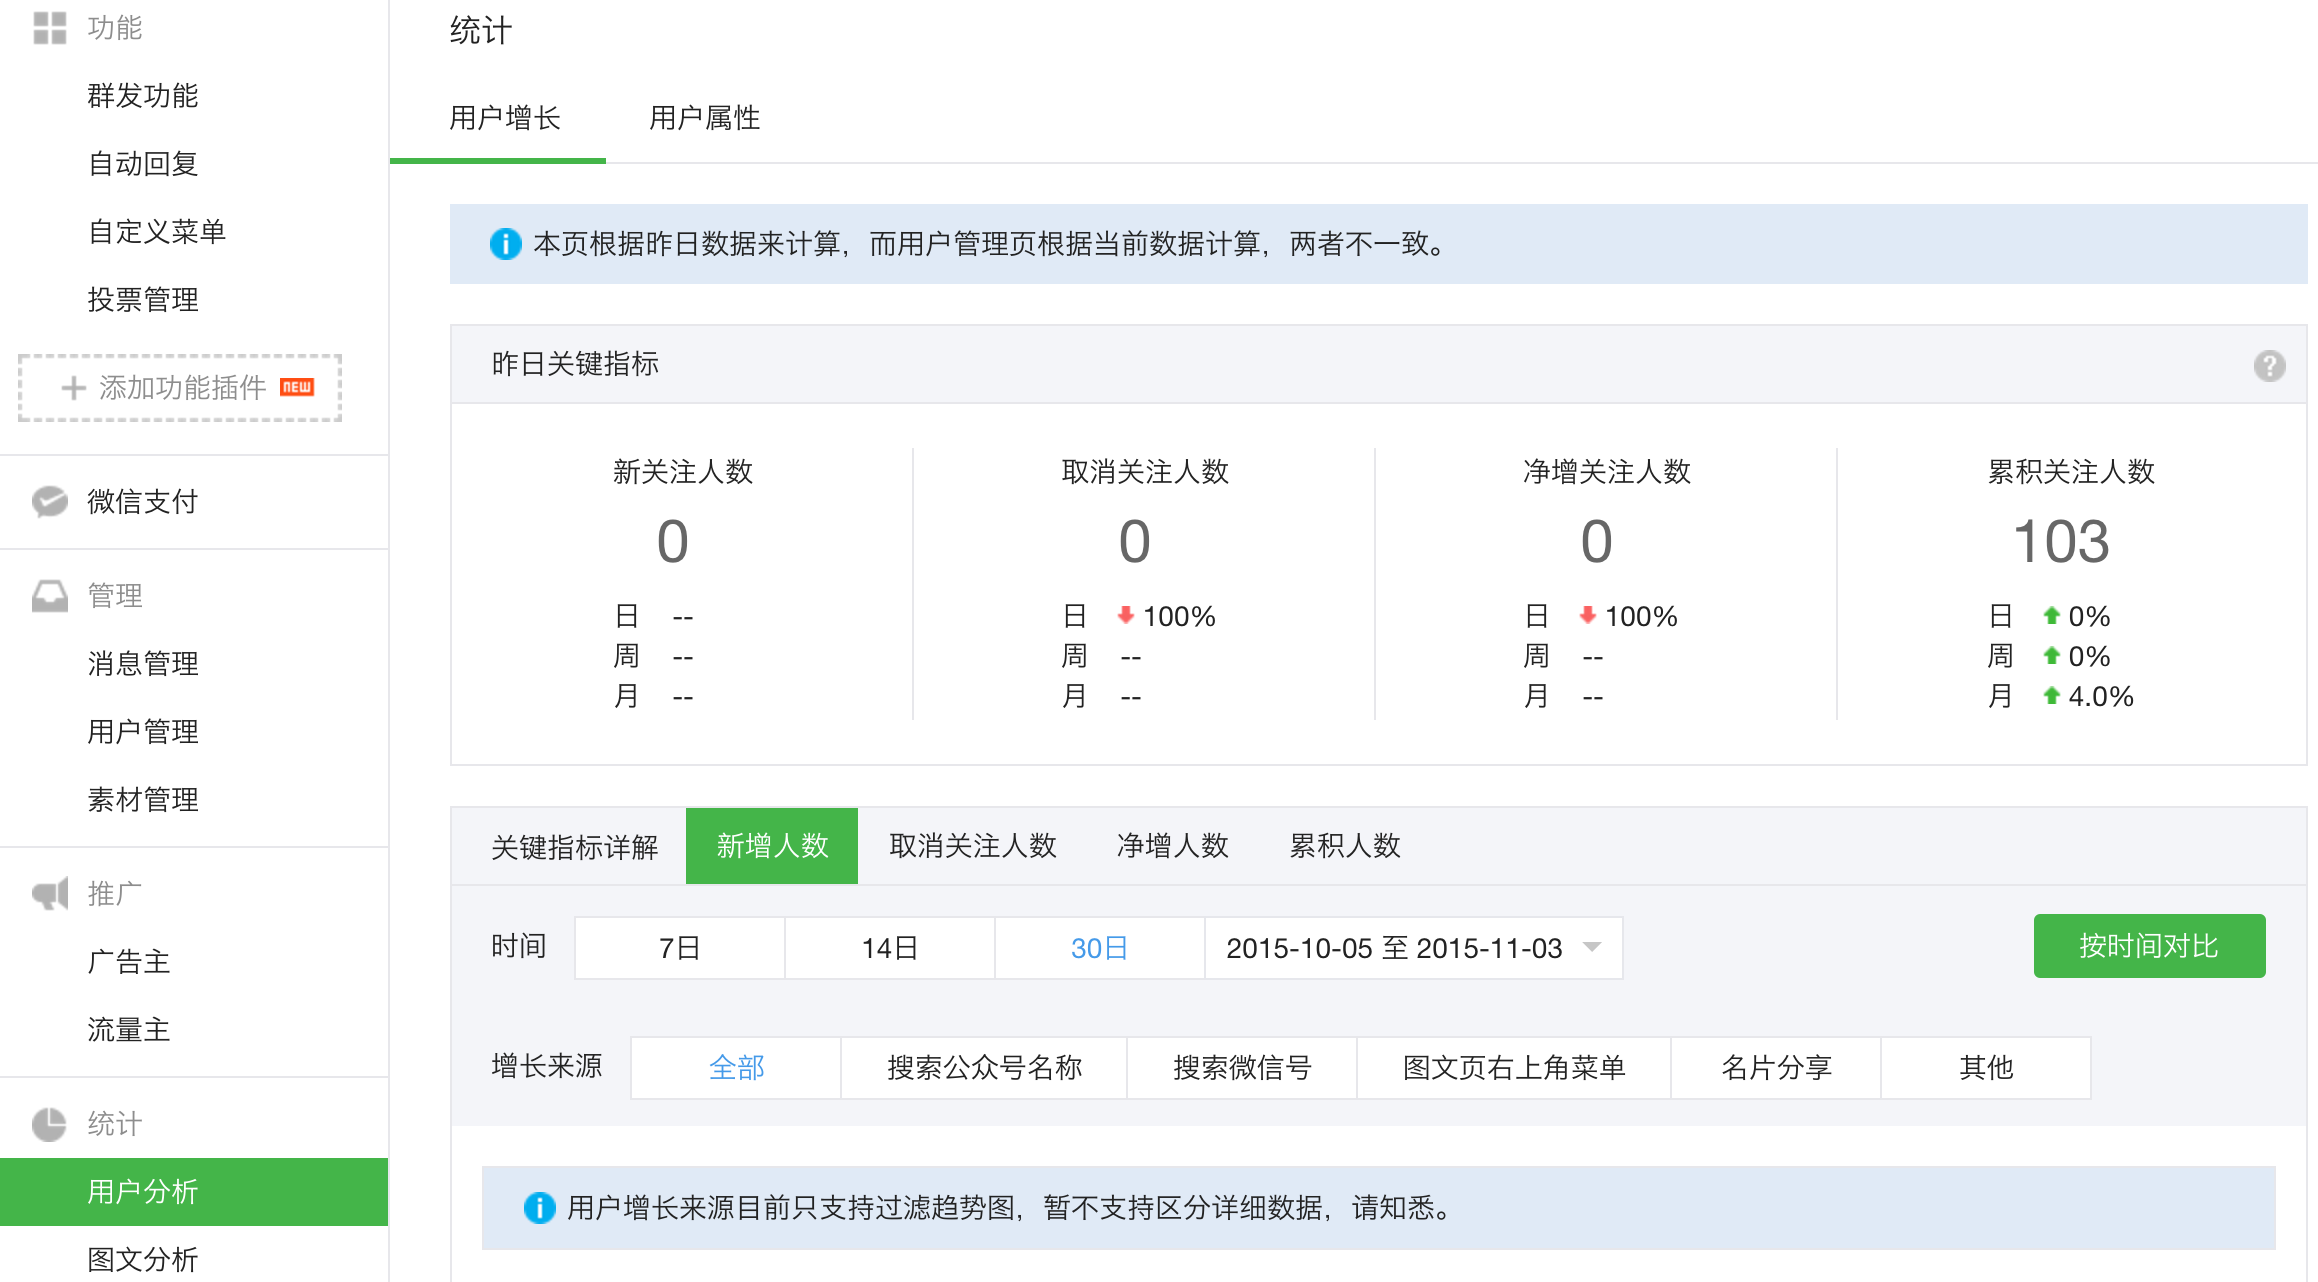 功能
群发功能
自动回复
自定义菜单
投票管理
添加功能插件 NEW
微信支付
管理
消息管理
用户管理
素材管理
推广
广告主
流量主
统计
用户分析
图文分析
统计
用户增长 用户属性
本页根据昨日数据来计算，而用户管理页根据当前数据计算，两者不一致。
昨日关键指标
新关注人数
0
日 --
周 --
月 --
取消关注人数
0
日 100%
周 --
月 --
净增关注人数
0
日 100%
周 --
月 --
累积关注人数
103
日 0%
周 0%
月 4.0%
关键指标详解 新增人数 取消关注人数 净增人数 累积人数
时间 7日 14日 30日 2015-10-05 至 2015-11-03 按时间对比
增长来源 全部 搜索公众号名称 搜索微信号 图文页右上角菜单 名片分享 其他
用户增长来源目前只支持过滤趋势图，暂不支持区分详细数据，请知悉。